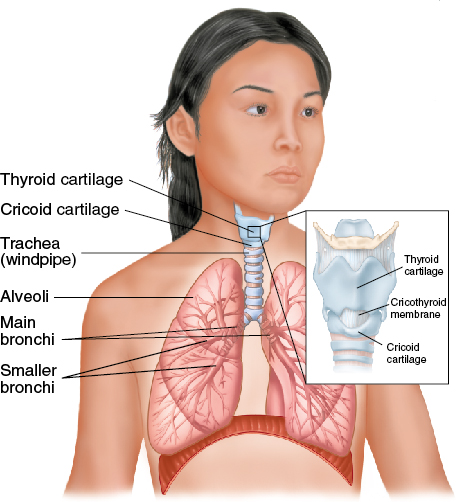 Thyroid cartilage
Cricoid cartilage
Trachea
(windpipe)
Alveoli
Main
bronchi
Smaller
bronchi
Thyroid
cartilage
Cricothyroid
membrane
Cricoid
cartilage